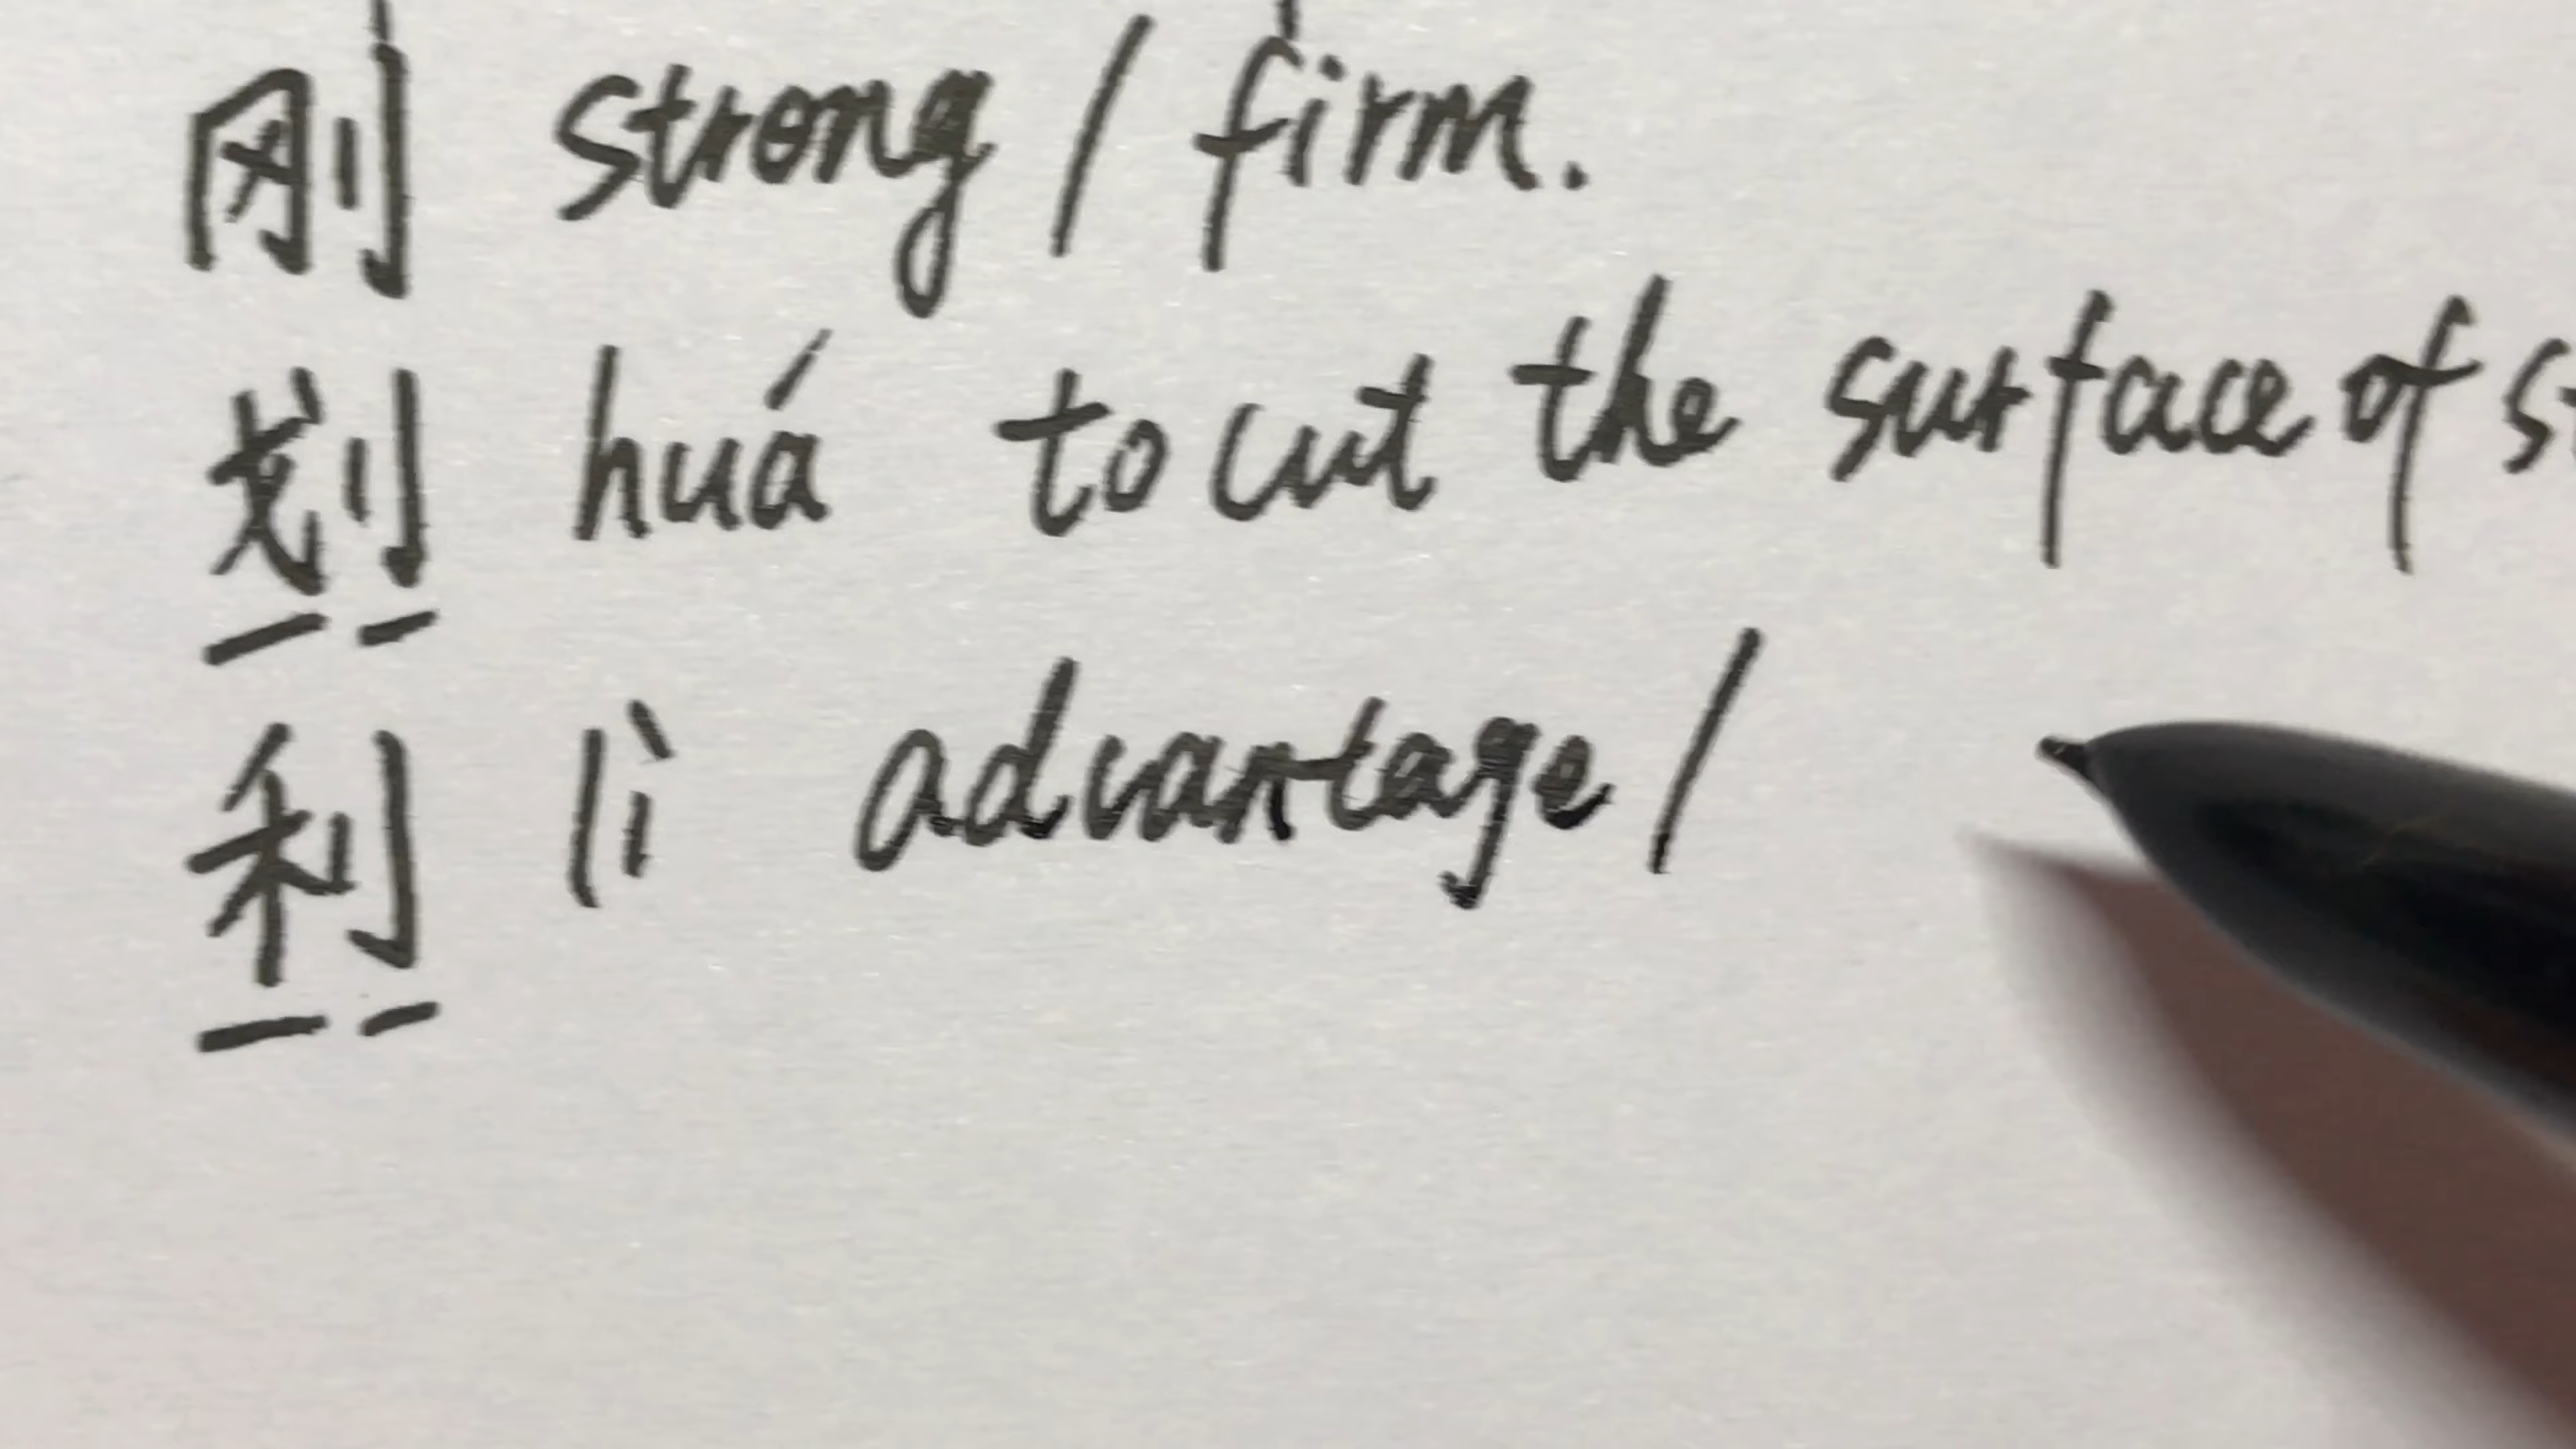 刚 strong / firm.
划 huá to cut the surface of
利 lì advantage /